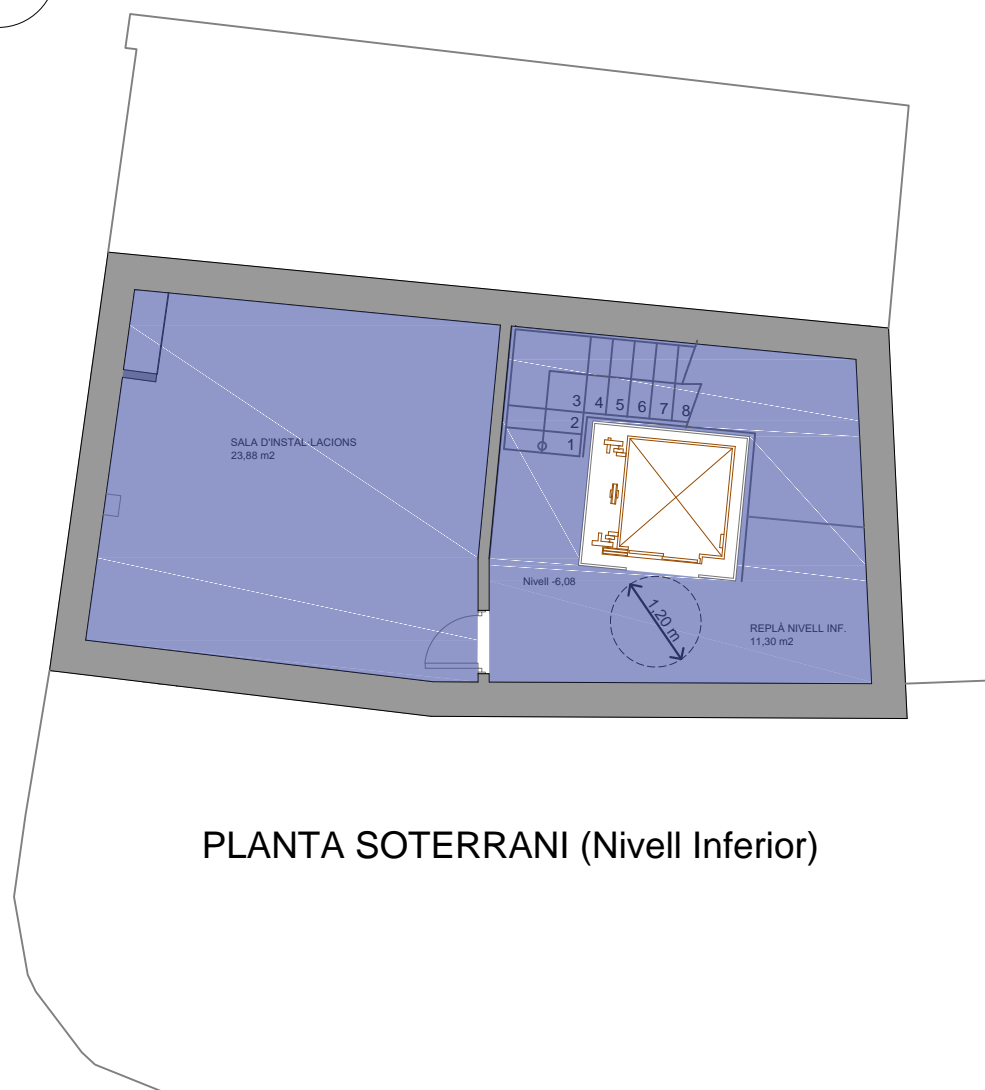 3 4 5 6 7 8
2
1
SALA D'INSTAL·LACIONS
23,88 m2
Nivell -6,08
1,20 m
REPLÀ NIVELL INF.
11,30 m2
PLANTA SOTERRANI (Nivell Inferior)